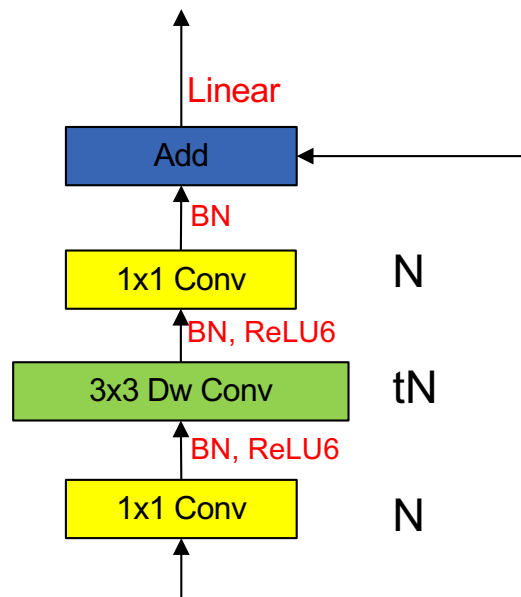 Linear
Add
BN
1x1 Conv
N
BN, ReLU6
3x3 Dw Conv
tN
BN, ReLU6
1x1 Conv
N